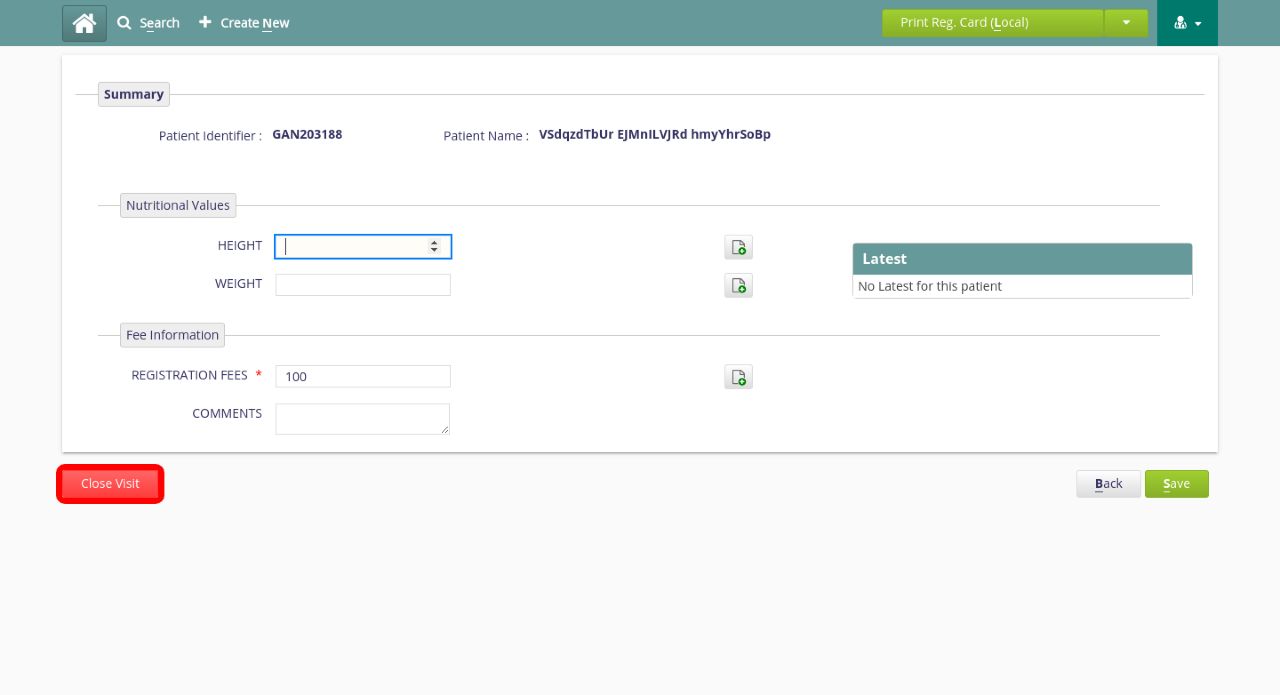 Search
Create New
Print Reg. Card (Local)
Summary
Patient Identifier : GAN203188 Patient Name : VSdqzdTbUr EJMnILVJRd hmyYhrSoBp
Nutritional Values
HEIGHT
WEIGHT
Latest
No Latest for this patient
Fee Information
REGISTRATION FEES * 100
COMMENTS
Close Visit
Back
Save